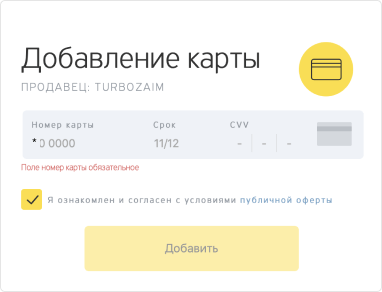 Добавление карты
ПРОДАВЕЦ: TURBOZAIM
Номер карты Срок CVV
*0 0000 11/12 - - -
Поле номер карты обязательное
Я ознакомлен и согласен с условиями публичной оферты
Добавить